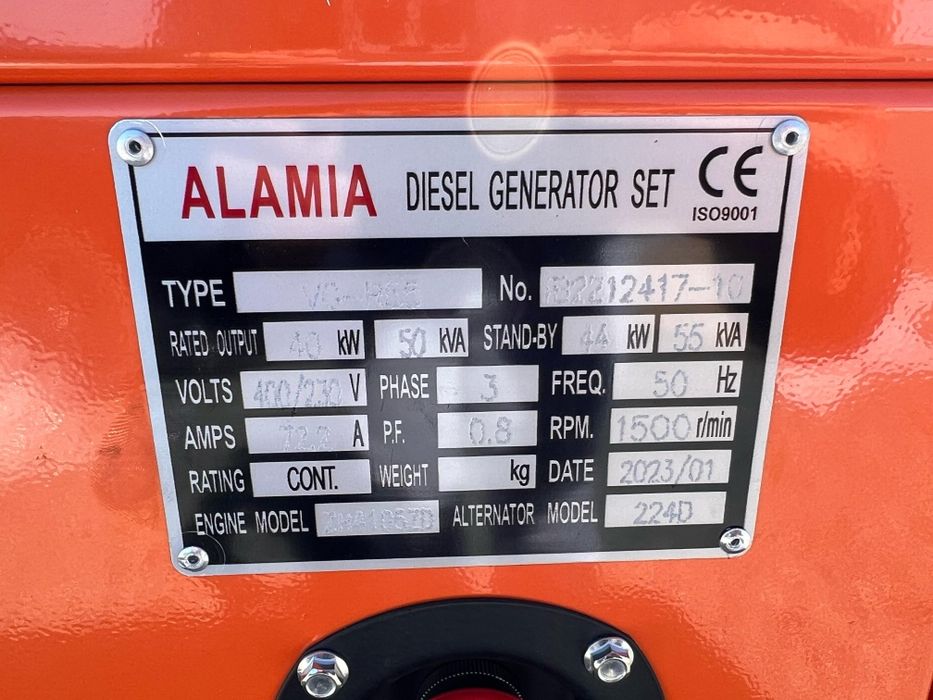 ALAMIA DIESEL GENERATOR SET CE
ISO9001
TYPE No.
RATED OUTPUT 40 kW 50 kVA STAND-BY 44 kW 55 kVA
VOLTS 400/230 V PHASE 3 FREQ. 50 Hz
AMPS 72.2 A P.F. 0.8 RPM. 1500 r/min
RATING CONT. WEIGHT kg DATE 2023/01
ENGINE MODEL ALTERNATOR MODEL 224D